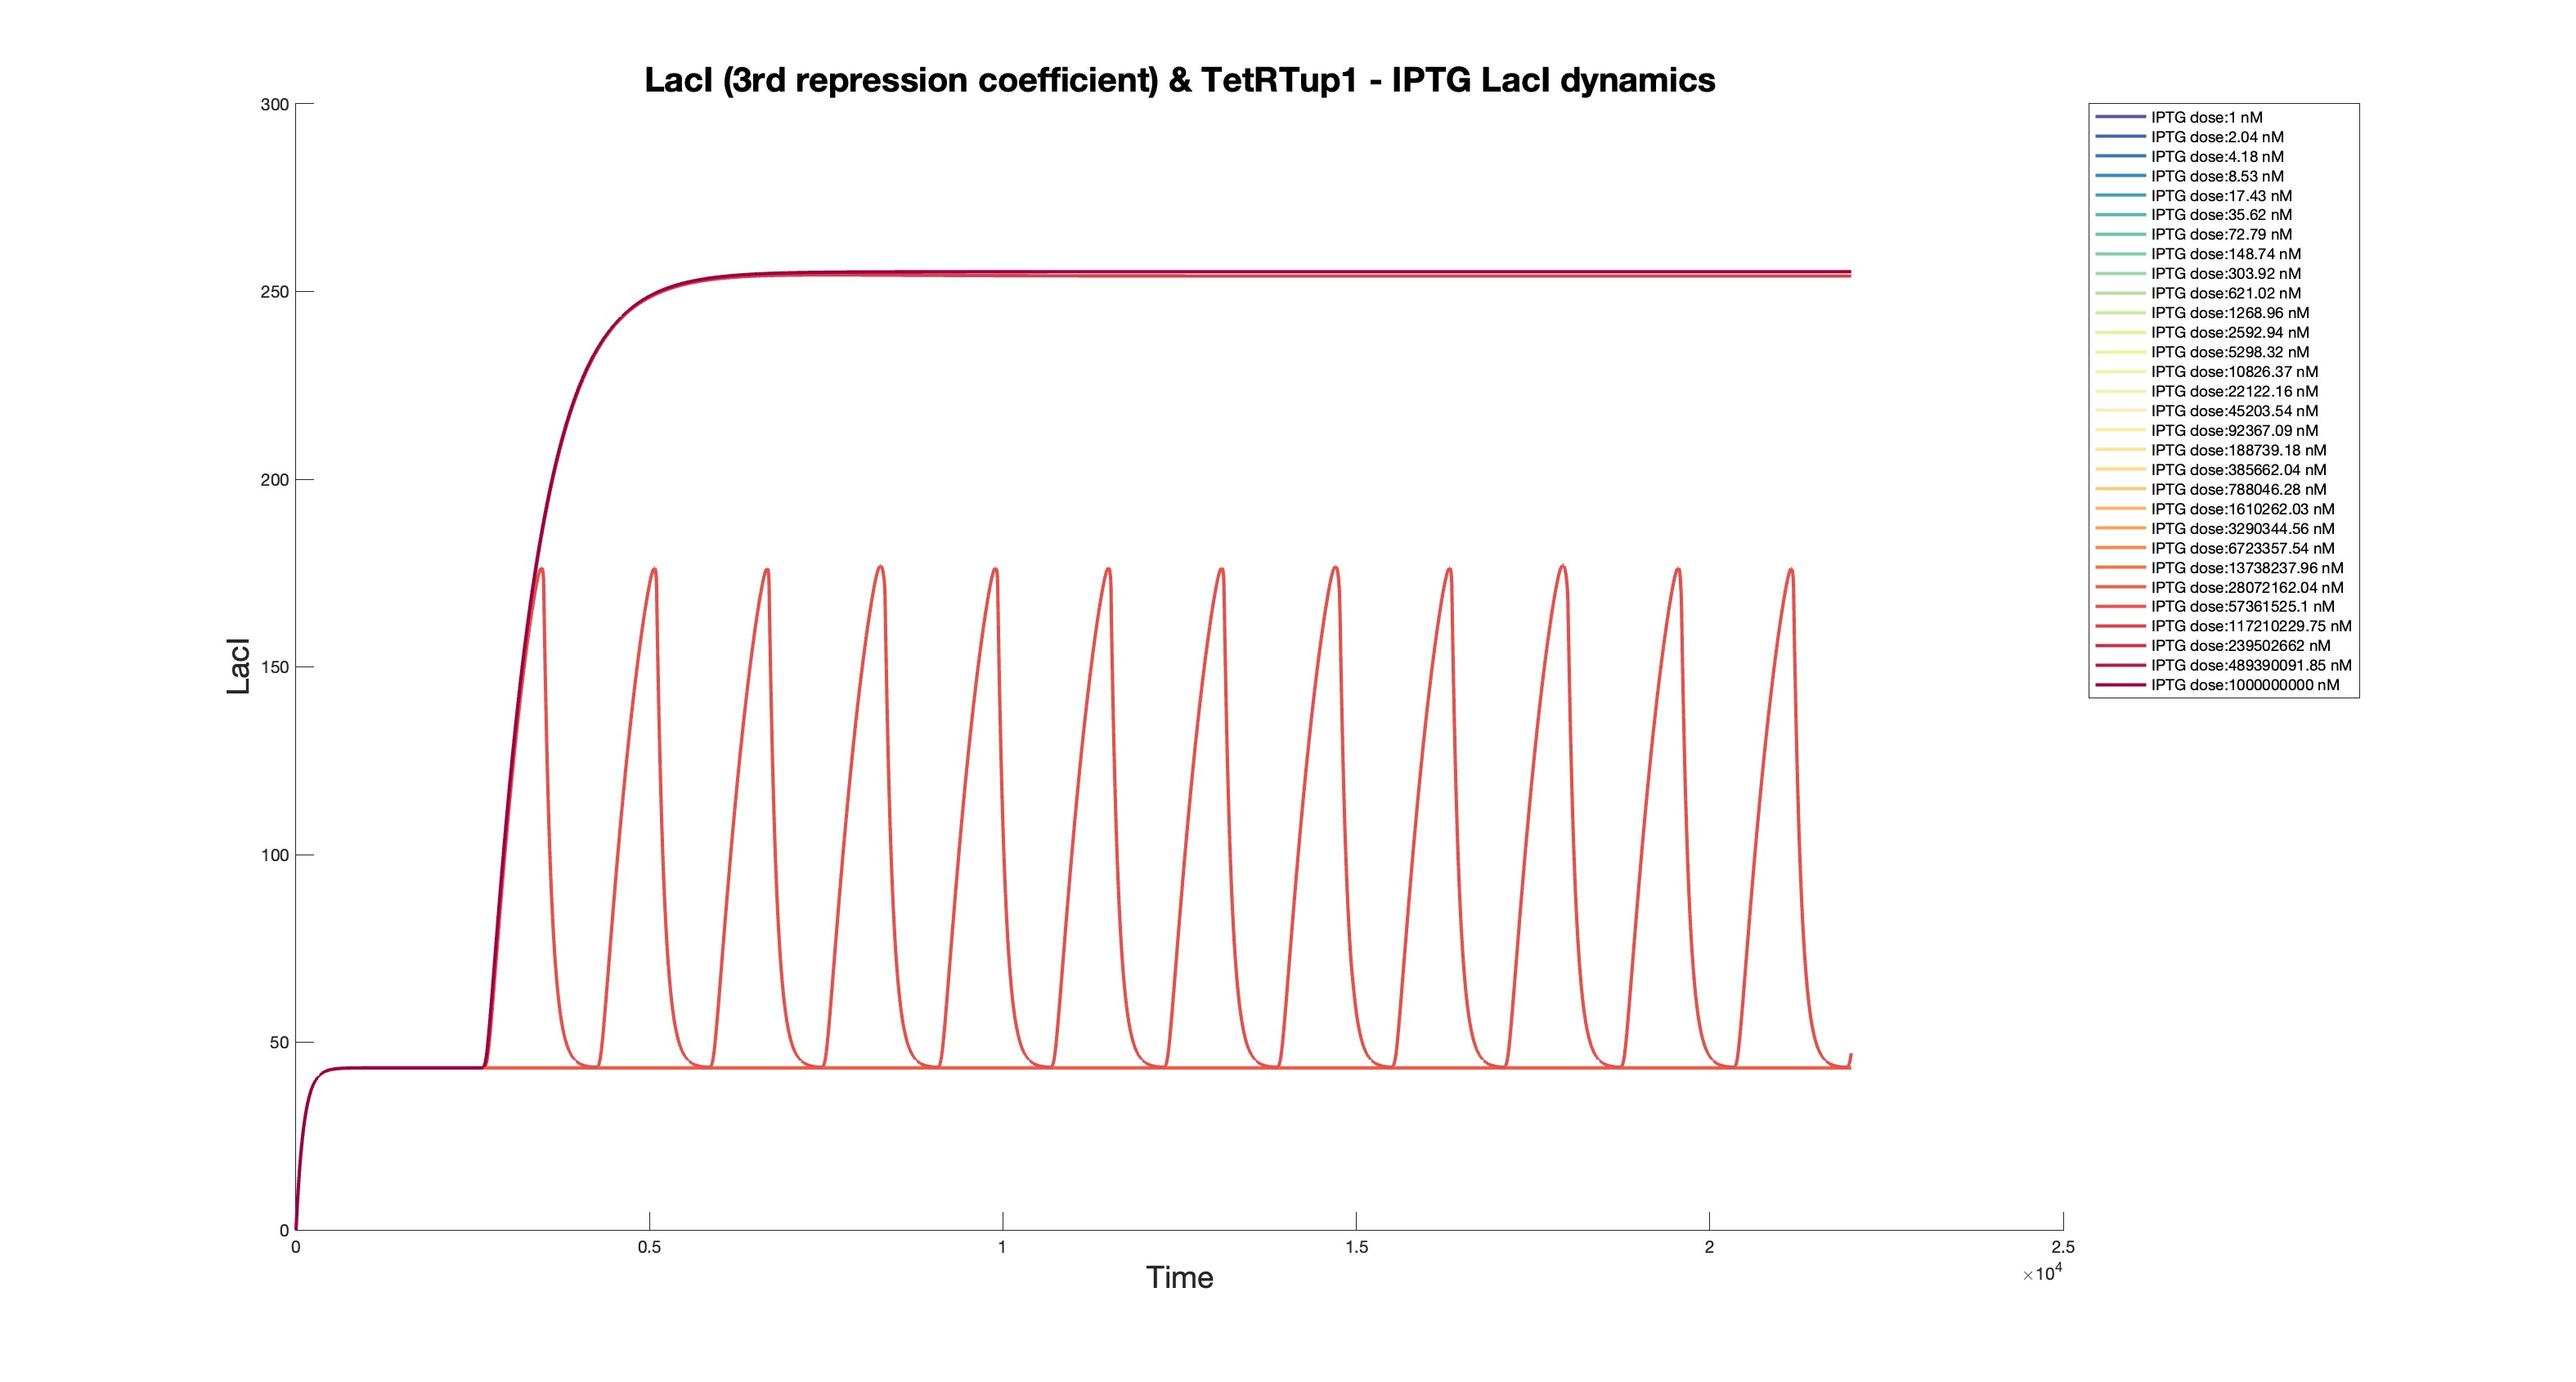 LacI (3rd repression coefficient) & TetRTup1 - IPTG LacI dynamics
300
250
200
150
100
50
0
LacI
0
0.5
1
1.5
2
2.5
×10^4
Time
IPTG dose:1 nM
IPTG dose:2.04 nM
IPTG dose:4.18 nM
IPTG dose:8.53 nM
IPTG dose:17.43 nM
IPTG dose:35.62 nM
IPTG dose:72.79 nM
IPTG dose:148.74 nM
IPTG dose:303.92 nM
IPTG dose:621.02 nM
IPTG dose:1268.96 nM
IPTG dose:2592.94 nM
IPTG dose:5298.32 nM
IPTG dose:10826.37 nM
IPTG dose:22122.16 nM
IPTG dose:45203.54 nM
IPTG dose:92367.09 nM
IPTG dose:188739.18 nM
IPTG dose:385662.04 nM
IPTG dose:788046.28 nM
IPTG dose:1610262.03 nM
IPTG dose:3290344.56 nM
IPTG dose:6723357.54 nM
IPTG dose:13738237.96 nM
IPTG dose:28072162.04 nM
IPTG dose:57361525.1 nM
IPTG dose:117210229.75 nM
IPTG dose:239502662 nM
IPTG dose:489390091.85 nM
IPTG dose:1000000000 nM